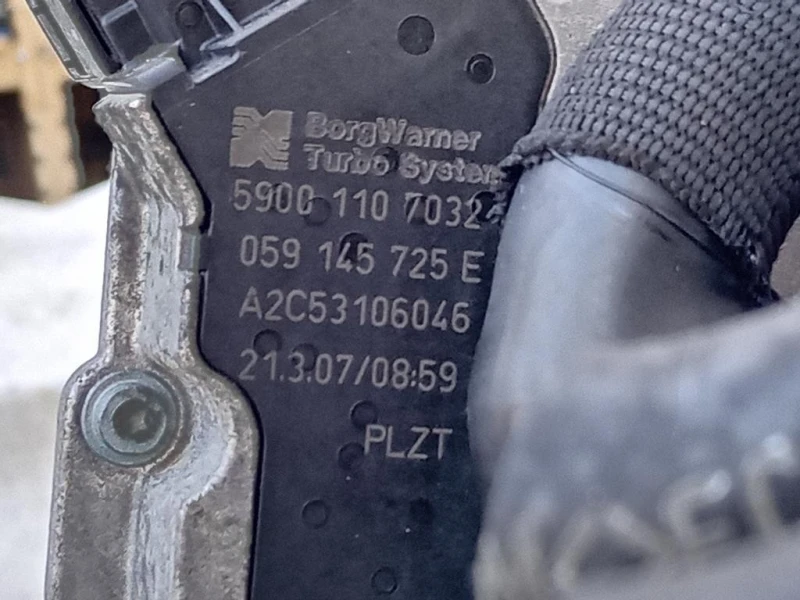 BorgWarner
Turbo System
5900 110 7032
059 145 725 E
A2C53106046
21.3.07/08:59
PLZT